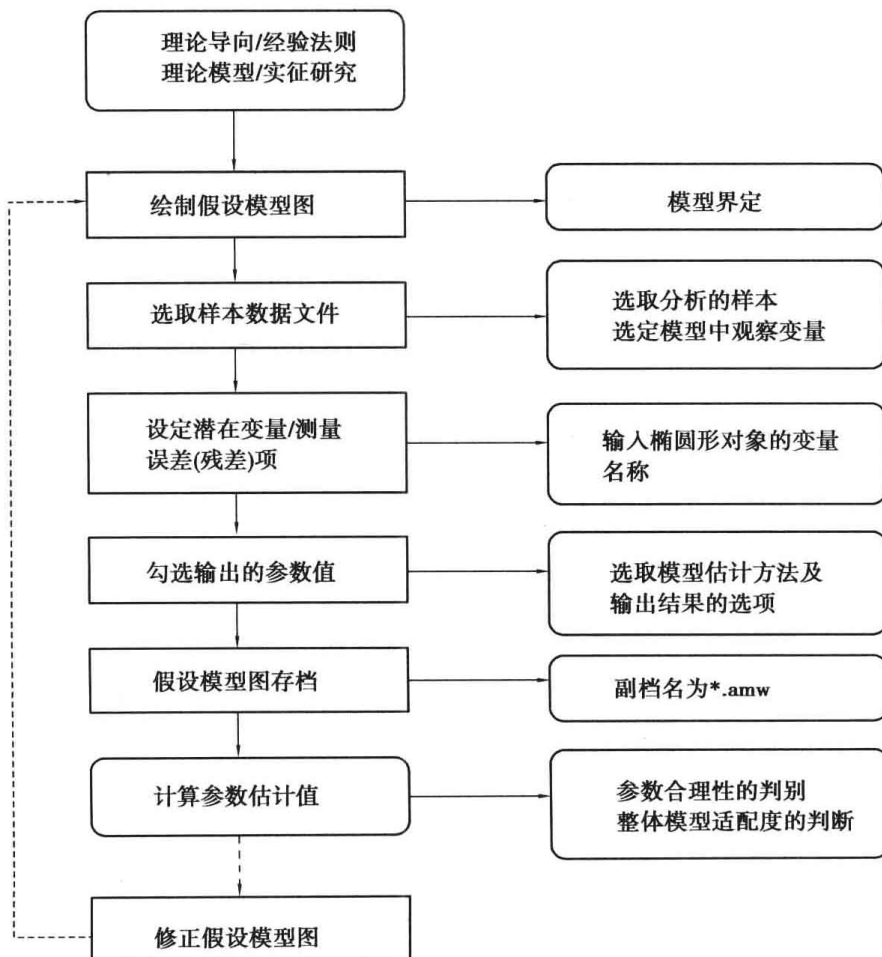 理论导向/经验法则
理论模型/实征研究
绘制假设模型图
模型界定
选取样本数据文件
选取分析的样本
选定模型中观察变量
设定潜在变量/测量
误差(残差)项
输入椭圆形对象的变量
名称
勾选输出的参数值
选取模型估计方法及
输出结果的选项
假设模型图存档
副档名为*.amw
计算参数估计值
参数合理性的判别
整体模型适配度的判断
修正假设模型图